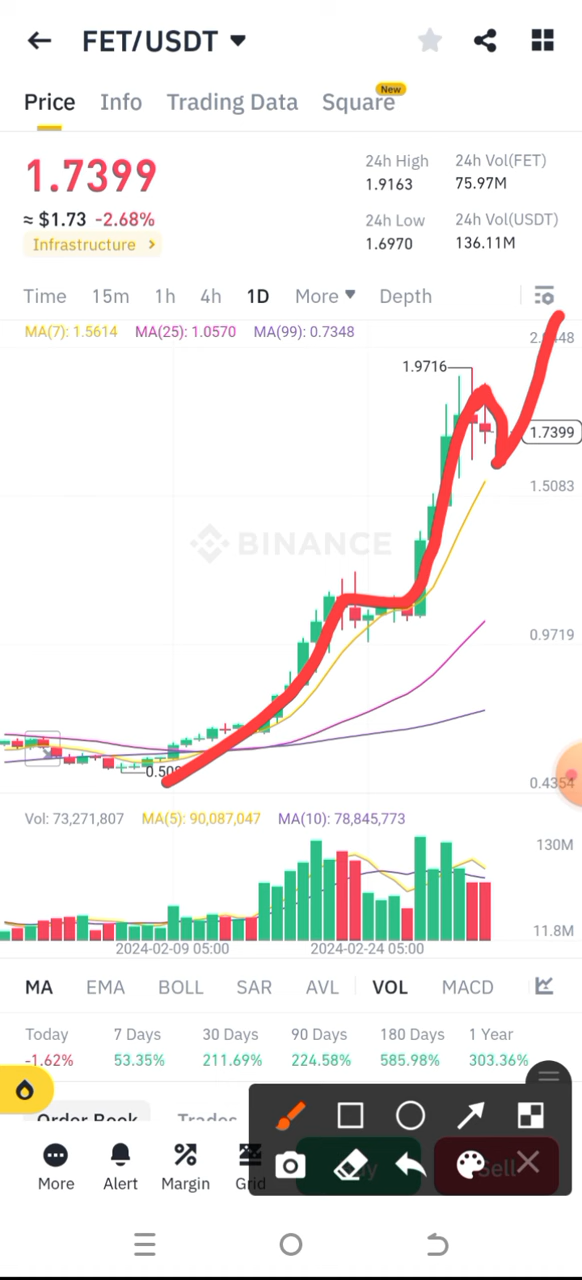 FET/USDT
Price Info Trading Data Square New
1.7399
≈ $1.73 -2.68%
Infrastructure
24h High 24h Vol(FET)
1.9163 75.97M
24h Low 24h Vol(USDT)
1.6970 136.11M
Time 15m 1h 4h 1D More Depth
MA(7): 1.5614 MA(25): 1.0570 MA(99): 0.7348
1.9716
1.7399
1.5083
BINANCE
0.9719
0.4354
Vol: 73,271,807 MA(5): 90,087,047 MA(10): 78,845,773
130M
11.8M
2024-02-09 05:00 2024-02-24 05:00
MA EMA BOLL SAR AVL VOL MACD
Today 7 Days 30 Days 90 Days 180 Days 1 Year
-1.62% 53.35% 211.69% 224.58% 585.98% 303.36%
Order Book Trades
More Alert Margin Grid Sell